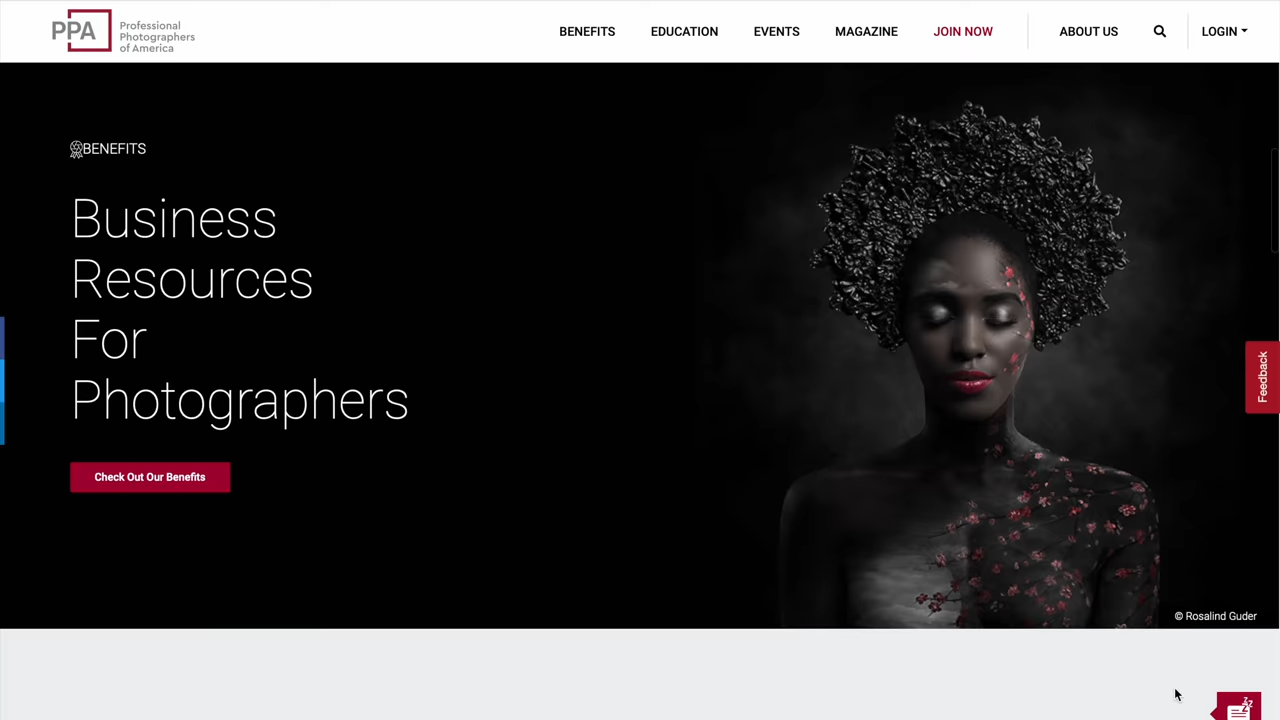 PPA
Professional
Photographers
of America
BENEFITS
EDUCATION
EVENTS
MAGAZINE
JOIN NOW
ABOUT US
LOGIN
BENEFITS
Business
Resources
For
Photographers
Check Out Our Benefits
Feedback
© Rosalind Guder
zzz